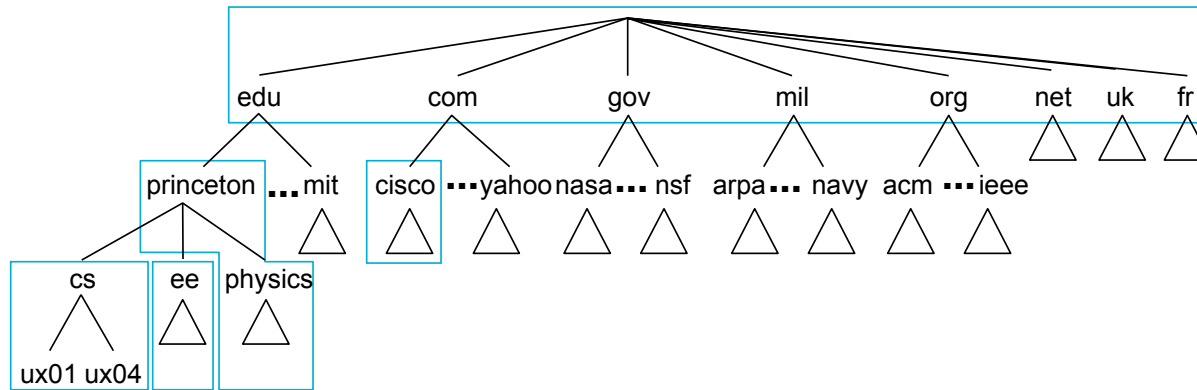 edu com gov mil org net uk fr
princeton ... mit cisco ... yahoo nasa ... nsf arpa ... navy acm ... ieee
cs ee physics
ux01 ux04